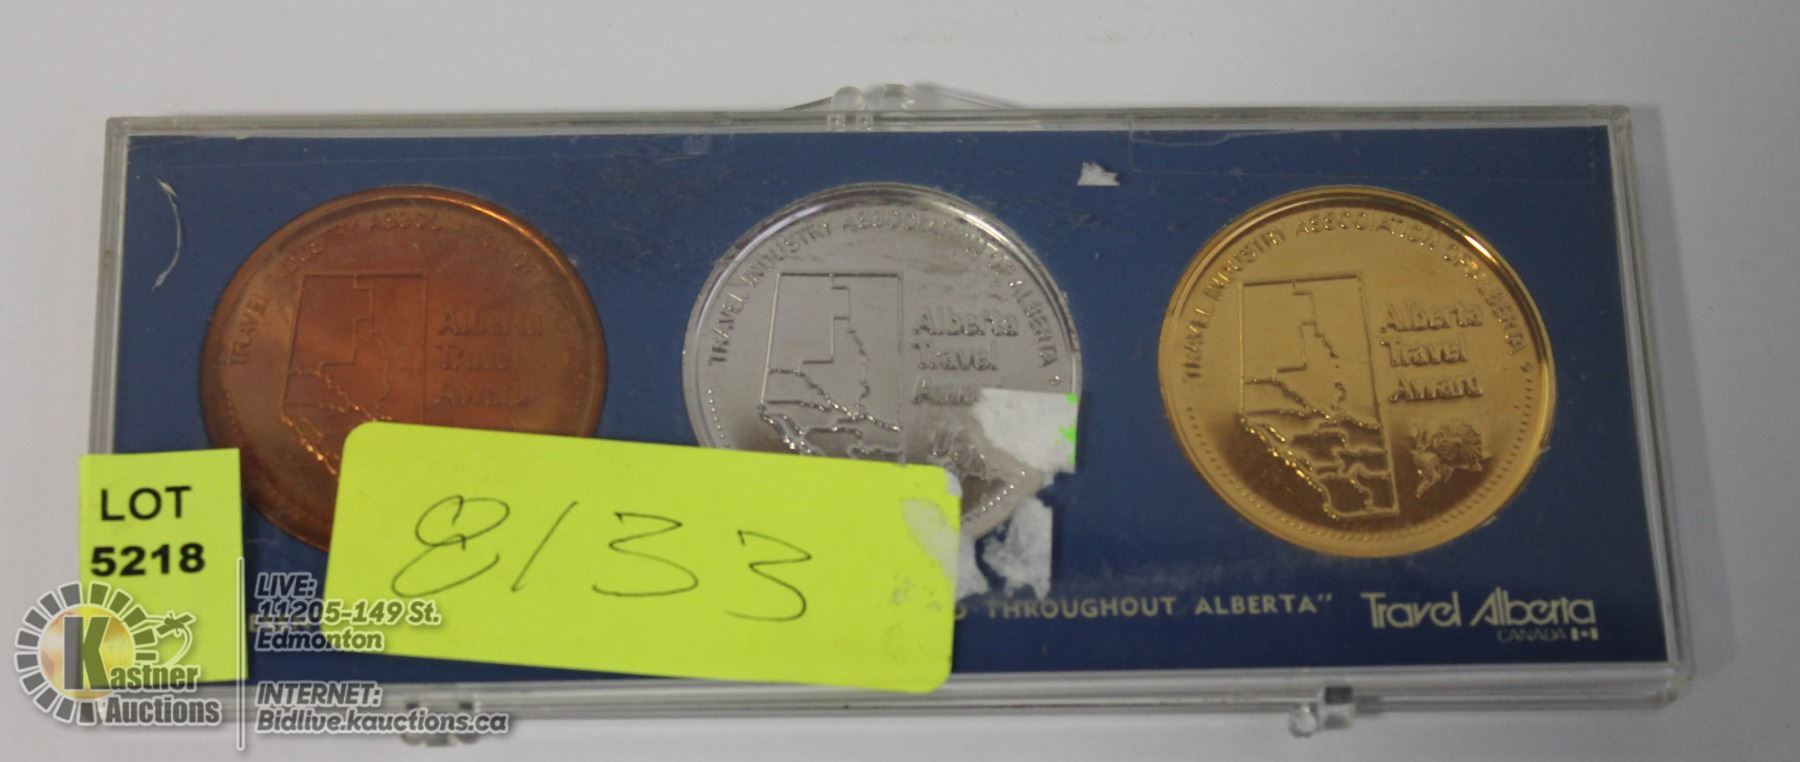 TRAVEL INDUSTRY ASSOCIATION OF
Alberta
Travel
Award
TRAVEL INDUSTRY ASSOCIATION OF ALBERTA
Alberta
Travel
TRAVEL INDUSTRY ASSOCIATION OF ALBERTA
Alberta
Travel
Award
LOT
5218
8133
THROUGHOUT ALBERTA"
Travel Alberta
CANADA
Kastner
Auctions
LIVE:
11205-149 St.
Edmonton
INTERNET:
Bidlive.kauctions.ca